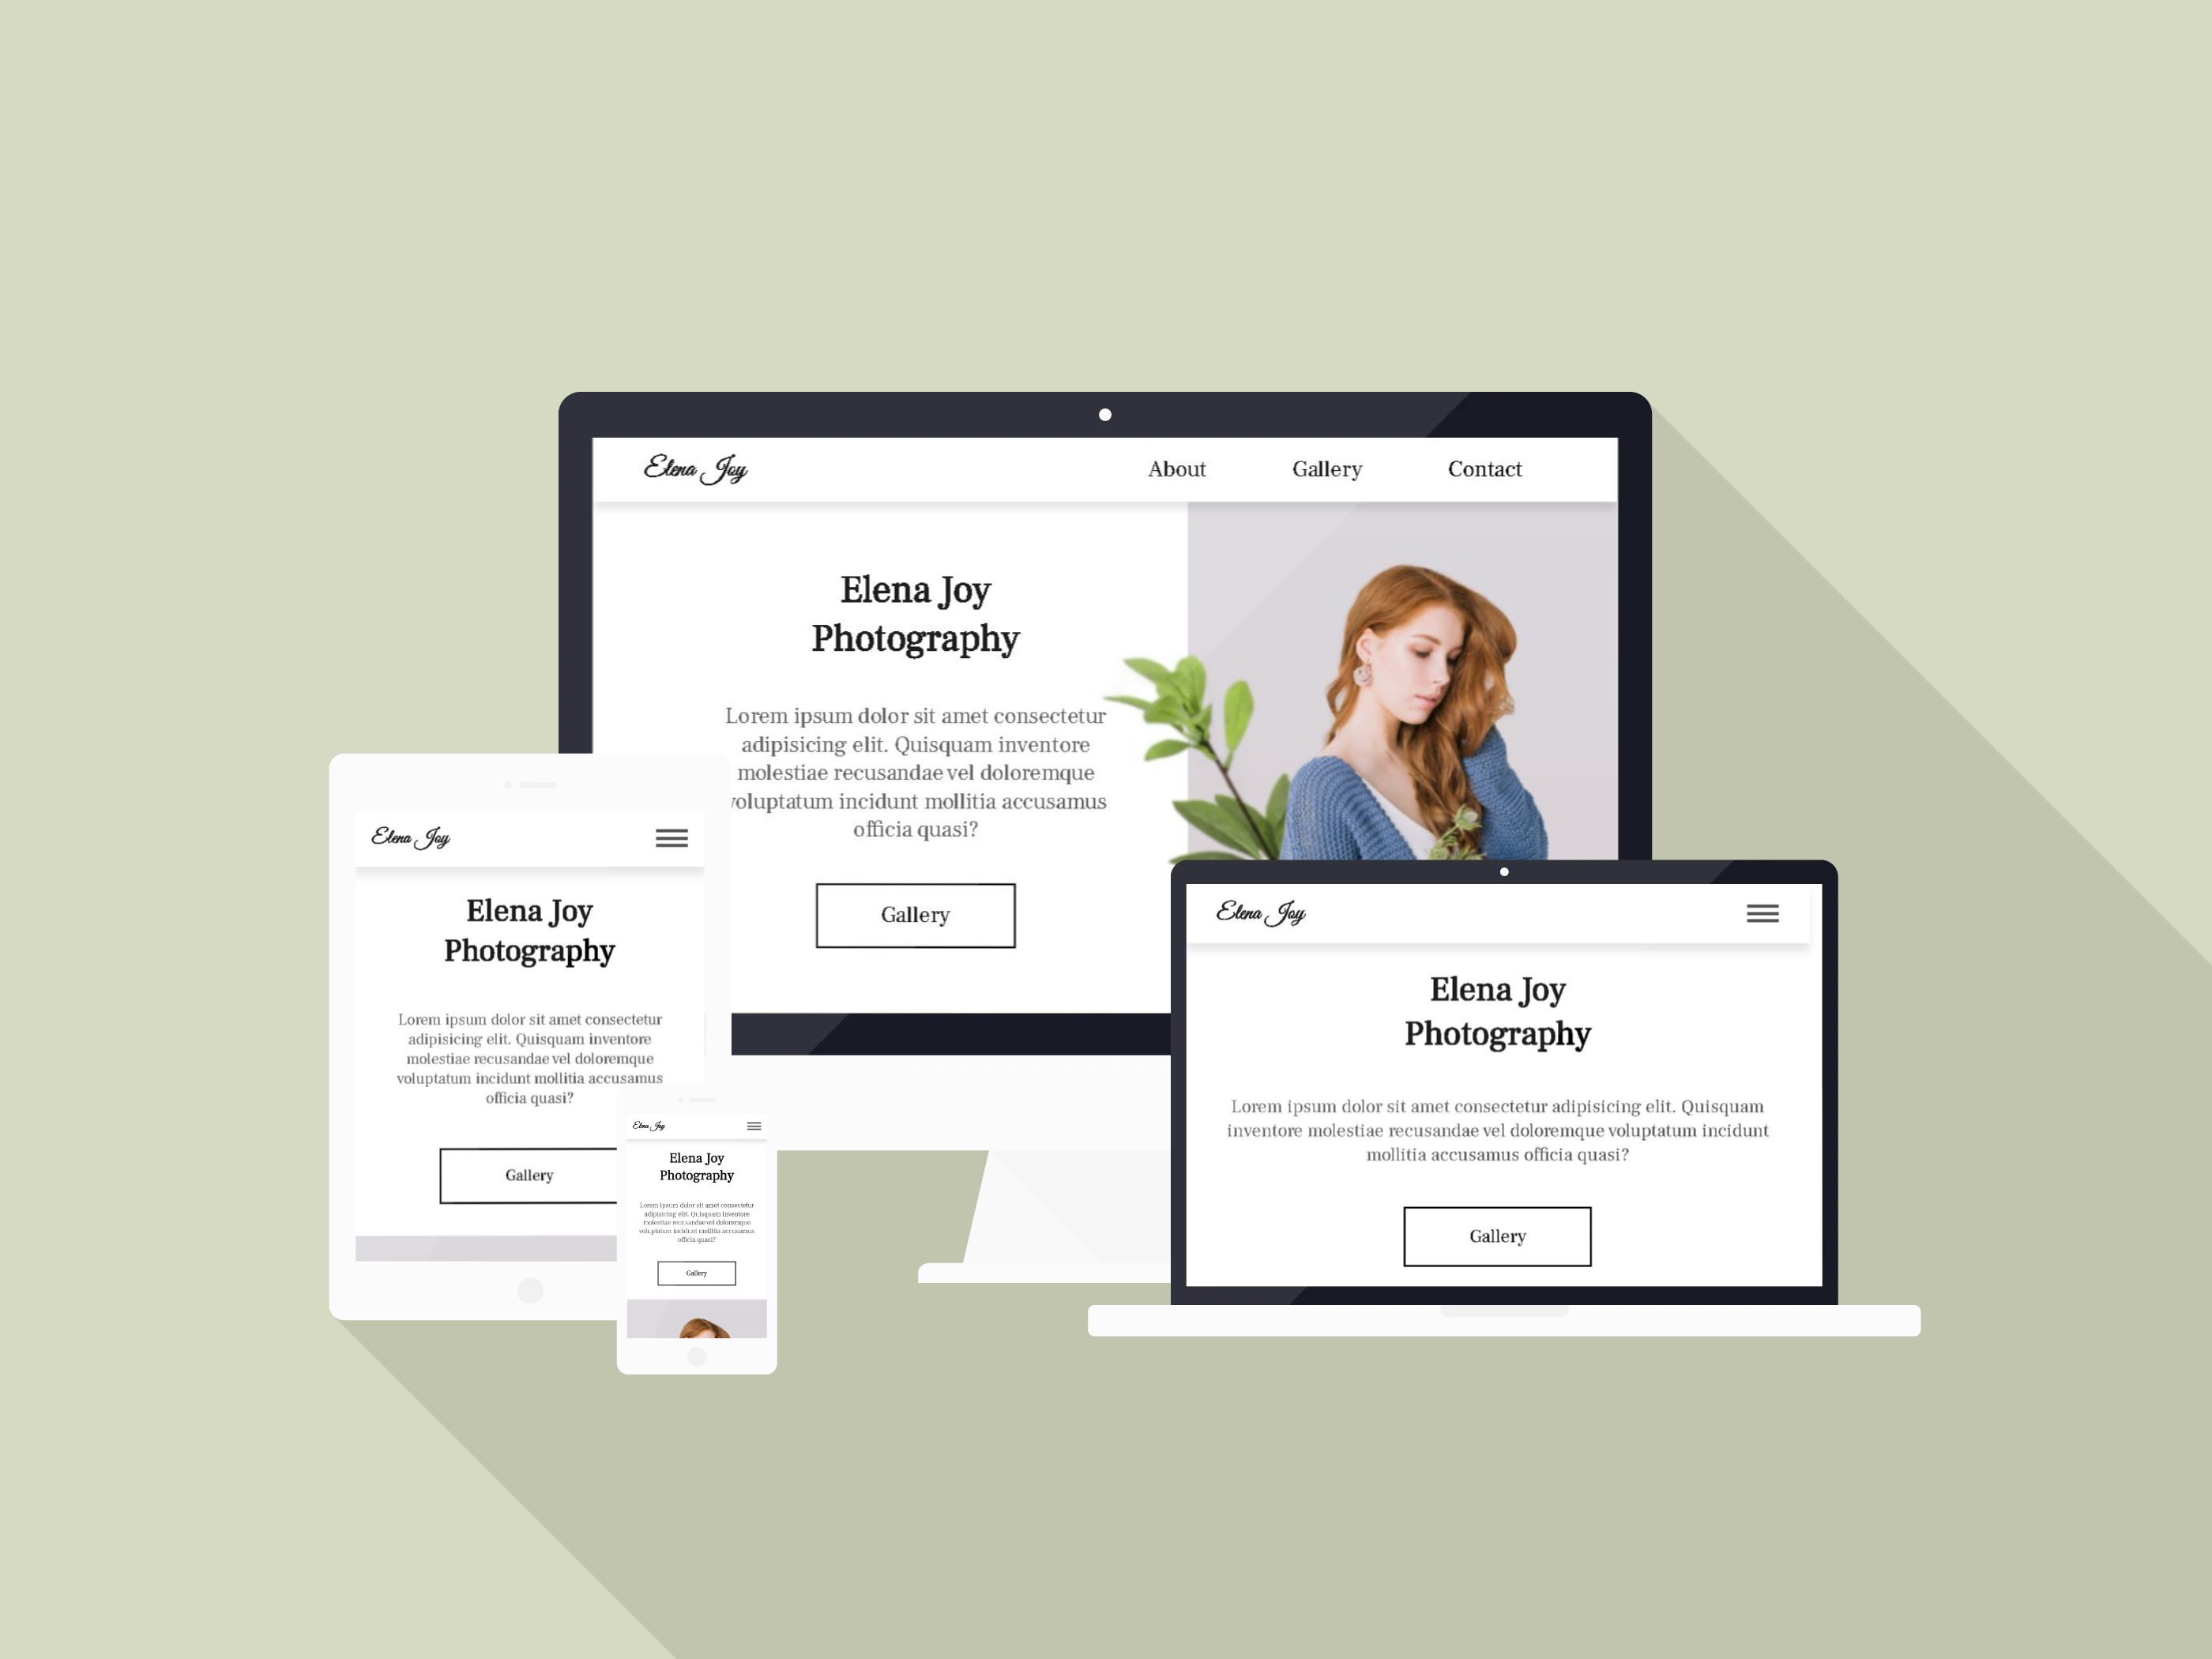 Elena Joy
About Gallery Contact
Elena Joy
Photography
Lorem ipsum dolor sit amet consectetur
adipisicing elit. Quisquam inventore
molestiae recusandae vel doloremque
voluptatum incidunt mollitia accusamus
officia quasi?
Gallery
Elena Joy
Elena Joy
Photography
Lorem ipsum dolor sit amet consectetur
adipisicing elit. Quisquam inventore
molestiae recusandae vel doloremque
voluptatum incidunt mollitia accusamus
officia quasi?
Gallery
Elena Joy
Elena Joy
Photography
Lorem ipsum dolor sit amet consectetur
adipisicing elit. Quisquam inventore
molestiae recusandae vel doloremque
voluptatum incidunt mollitia accusamus
officia quasi?
Gallery
Elena Joy
Elena Joy
Photography
Lorem ipsum dolor sit amet consectetur adipisicing elit. Quisquam
inventore molestiae recusandae vel doloremque voluptatum incidunt
mollitia accusamus officia quasi?
Gallery